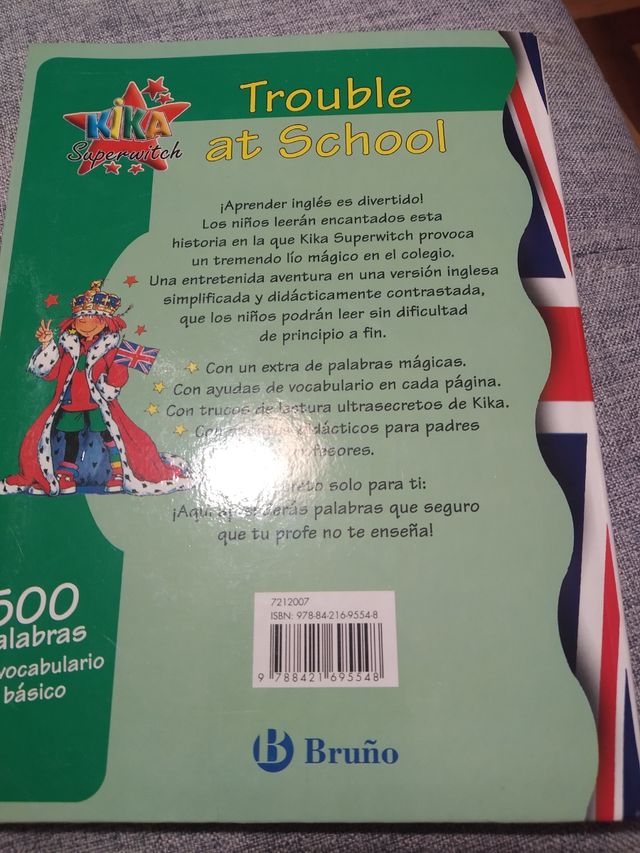 KIKA
Superwitch
Trouble
at School
¡Aprender inglés es divertido!
Los niños leerán encantados esta
historia en la que Kika Superwitch provoca
un tremendo lío mágico en el colegio.
Una entretenida aventura en una versión inglesa
simplificada y didácticamente contrastada,
que los niños podrán leer sin dificultad
de principio a fin.
Con un extra de palabras mágicas.
Con ayudas de vocabulario en cada página.
Con trucos de lectura ultrasecretos de Kika.
didácticos para padres
solo para ti:
palabras que seguro
que tu profe no te enseña!
500
vocabulario
básico
7212007
ISBN: 978-84-216-9554-8
9 788421 695548
B Bruño